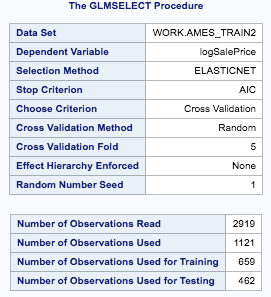 The GLMSELECT Procedure
Data Set WORK.AMES_TRAIN2
Dependent Variable logSalePrice
Selection Method ELASTICNET
Stop Criterion AIC
Choose Criterion Cross Validation
Cross Validation Method Random
Cross Validation Fold 5
Effect Hierarchy Enforced None
Random Number Seed 1
Number of Observations Read 2919
Number of Observations Used 1121
Number of Observations Used for Training 659
Number of Observations Used for Testing 462